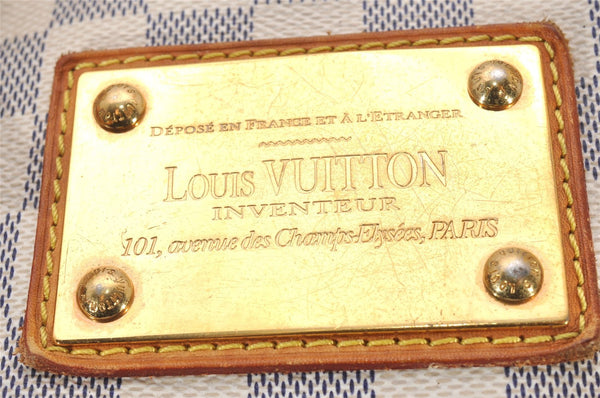 DÉPOSÉ EN FRANCE ET À L'ETRANGER
LOUIS VUITTON
INVENTEUR
101, avenue des Champs-Elysées, PARIS